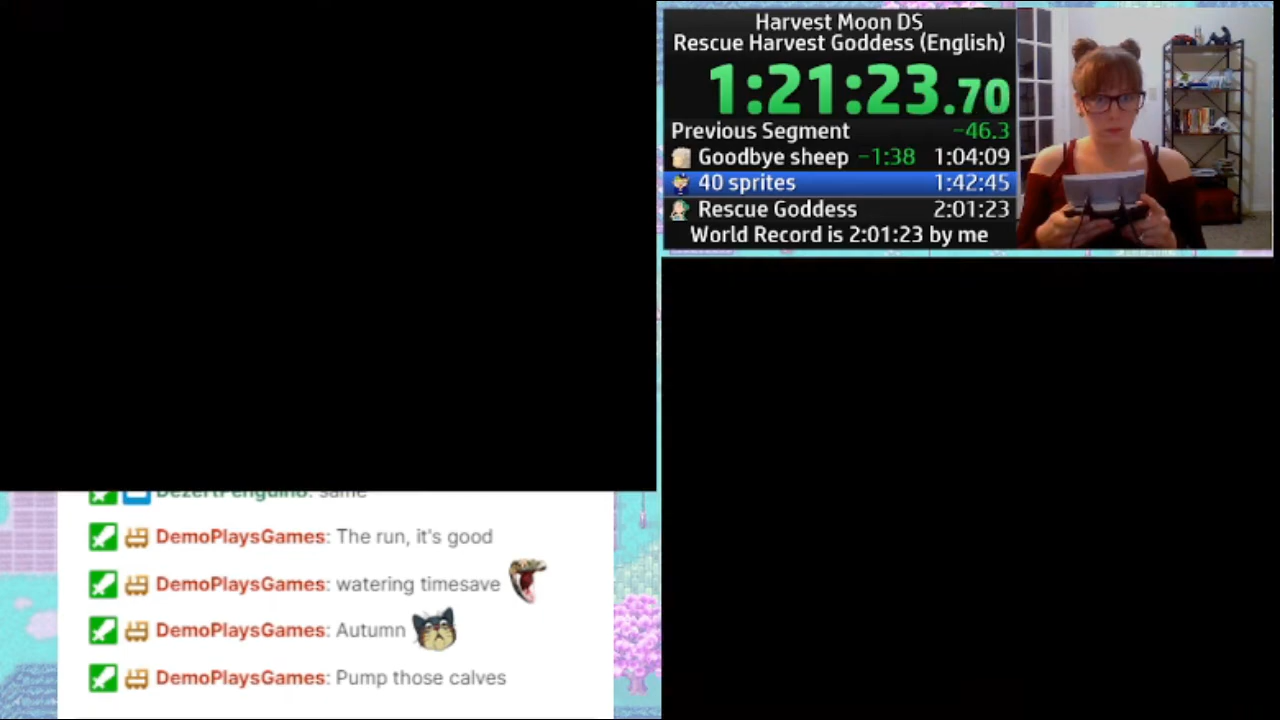 Harvest Moon DS
Rescue Harvest Goddess (English)
1:21:23.70
Previous Segment -46.3
Goodbye sheep -1:38 1:04:09
40 sprites 1:42:45
Rescue Goddess 2:01:23
World Record is 2:01:23 by me
DezertPenguino: same
DemoPlaysGames: The run, it's good
DemoPlaysGames: watering timesave
DemoPlaysGames: Autumn
DemoPlaysGames: Pump those calves